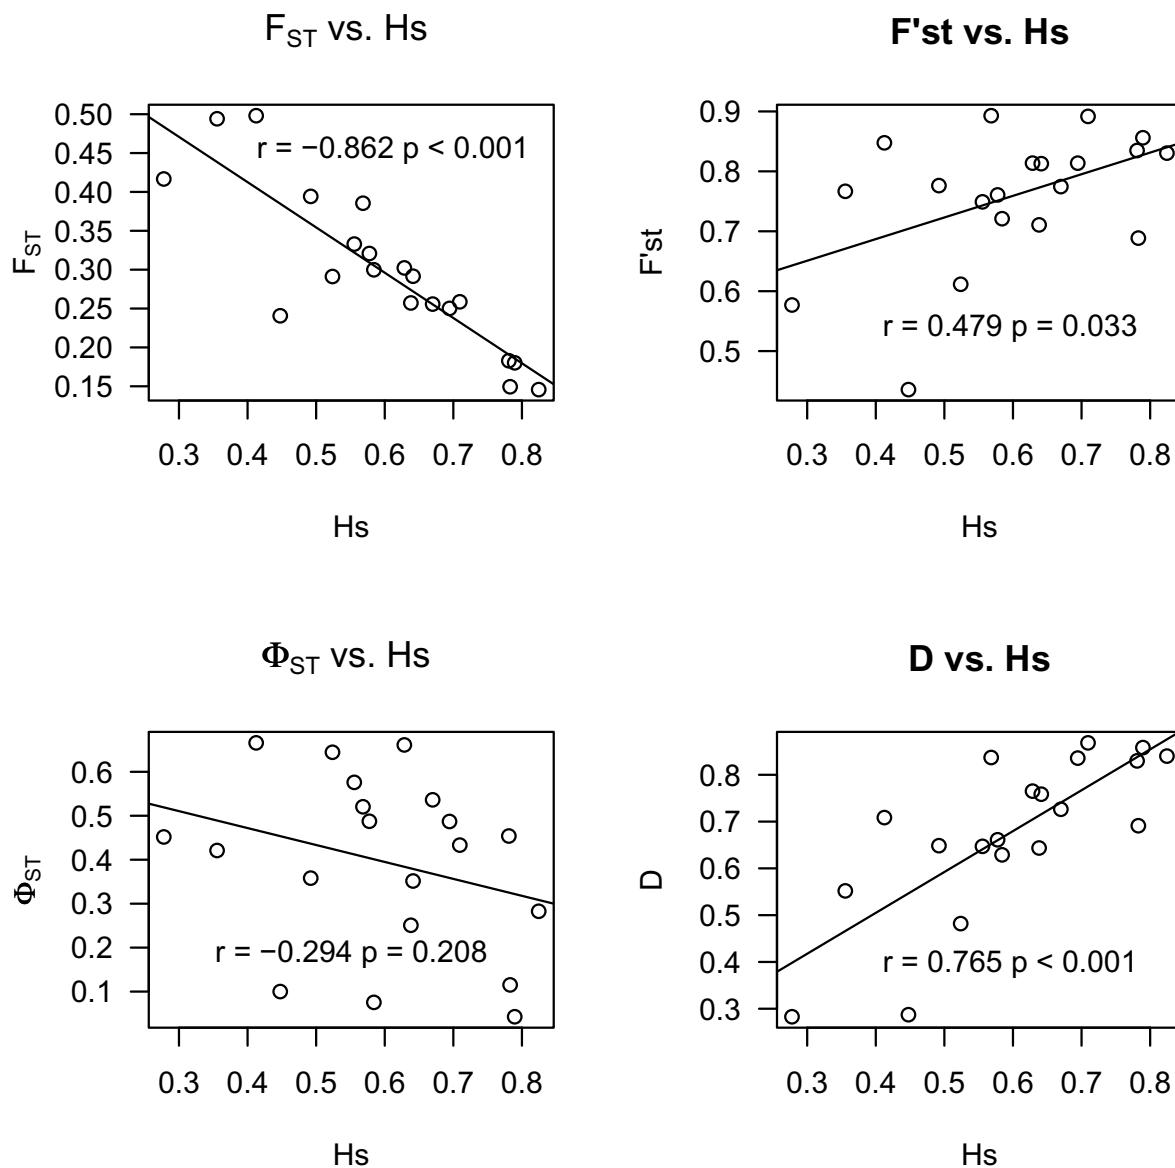 F_ST vs. Hs
0.50
0.45
0.40
0.35
0.30
0.25
0.20
0.15
F_ST
r = −0.862 p < 0.001
0.3 0.4 0.5 0.6 0.7 0.8
Hs
F'st vs. Hs
0.9
0.8
0.7
0.6
0.5
F'st
r = 0.479 p = 0.033
0.3 0.4 0.5 0.6 0.7 0.8
Hs
Φ_ST vs. Hs
0.6
0.5
0.4
0.3
0.2
0.1
Φ_ST
r = −0.294 p = 0.208
0.3 0.4 0.5 0.6 0.7 0.8
Hs
D vs. Hs
0.8
0.7
0.6
0.5
0.4
0.3
D
r = 0.765 p < 0.001
0.3 0.4 0.5 0.6 0.7 0.8
Hs